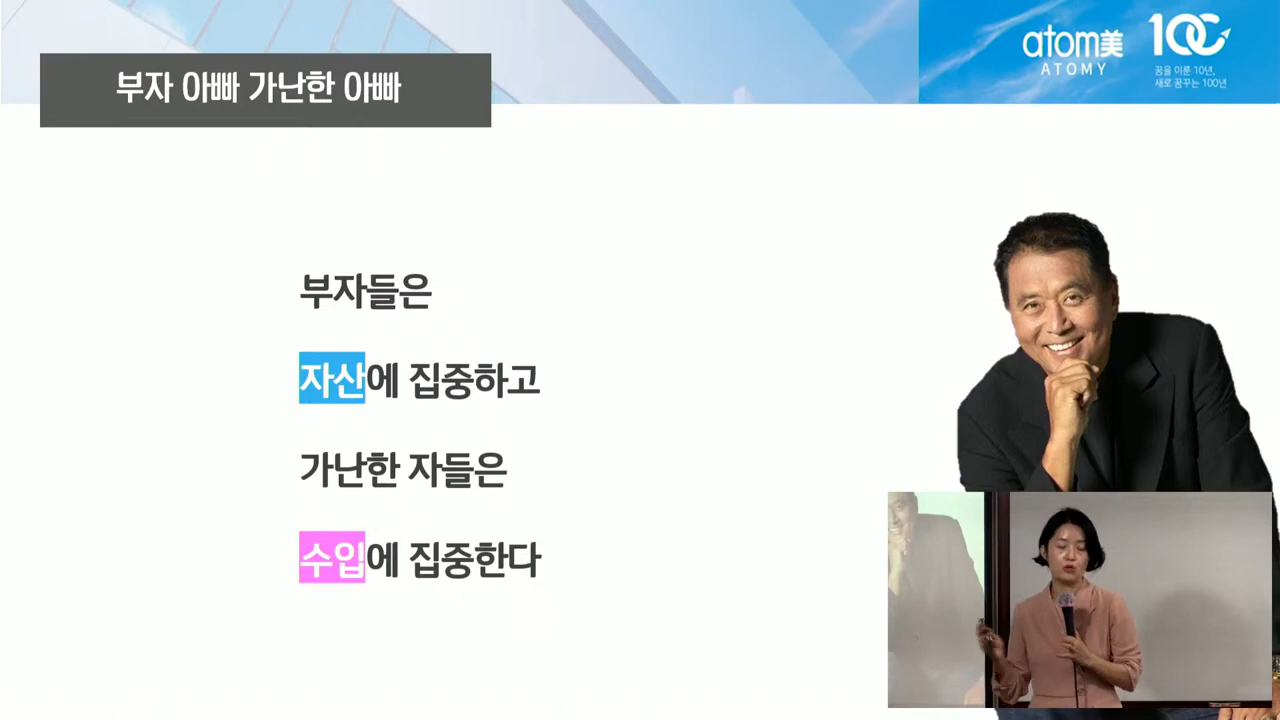 부자 아빠 가난한 아빠
atom美
ATOMY
100
꿈을 이룬 10년,
새로 꿈꾸는 100년
부자들은
자산에 집중하고
가난한 자들은
수입에 집중한다